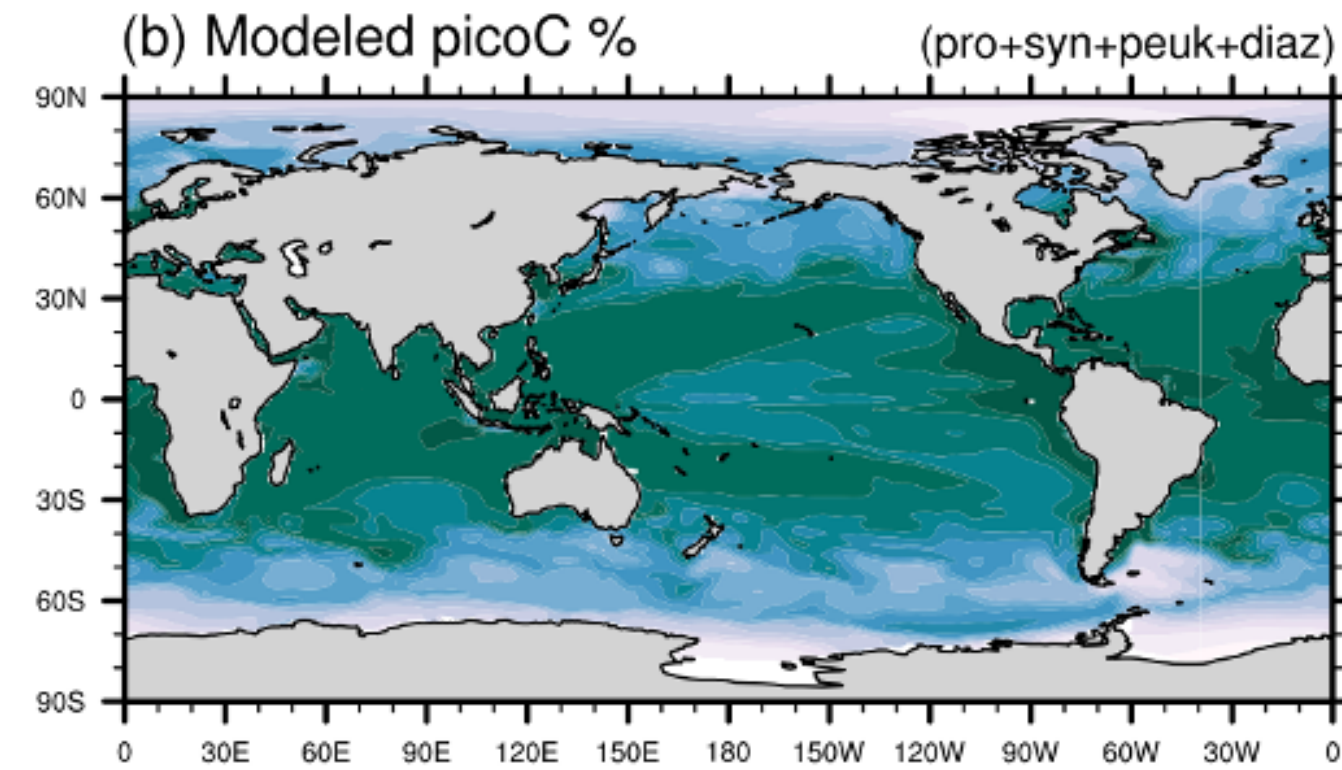 (b) Modeled picoC % (pro+syn+peuk+diaz)
90N
60N
30N
0
30S
60S
90S
0 30E 60E 90E 120E 150E 180 150W 120W 90W 60W 30W 0